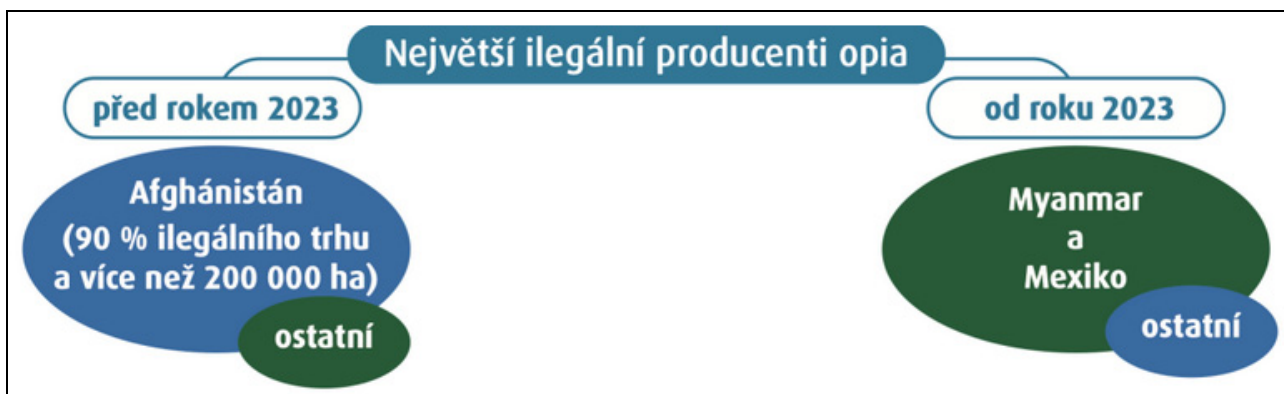 Největší ilegální producenti opia
před rokem 2023
Afghánistán
(90 % ilegálního trhu
a více než 200 000 ha)
ostatní
od roku 2023
Myanmar
a
Mexiko
ostatní